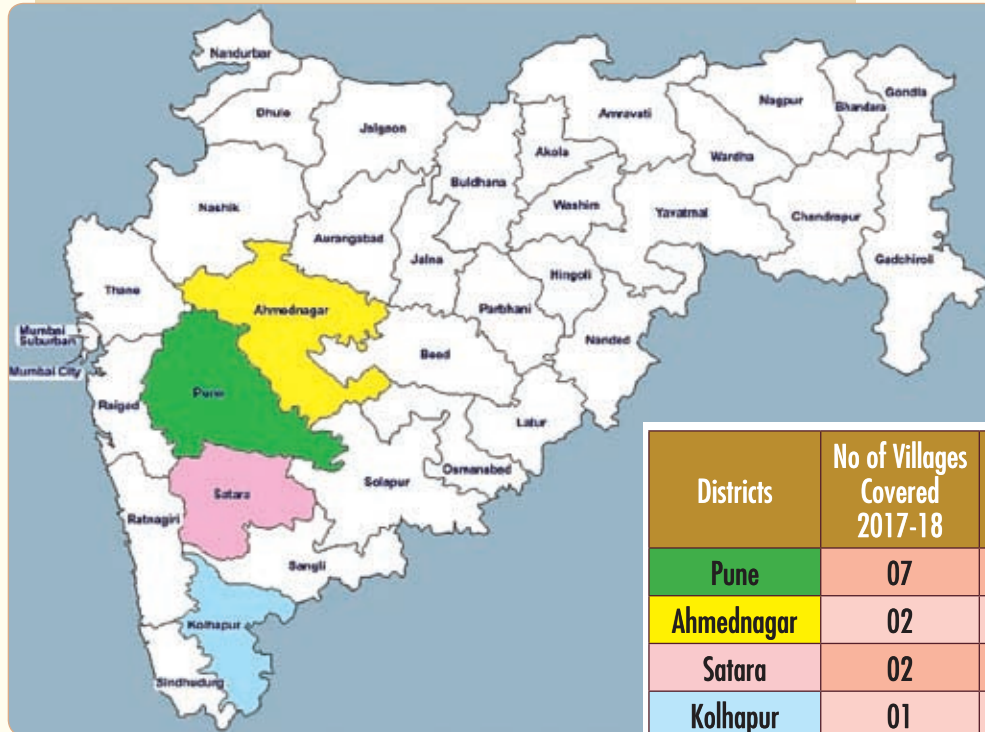 Nandurbar
Dhule
Jalgaon
Amravati
Nagpur
Bhandara
Gondia
Akola
Wardha
Buldhana
Washim
Yavatmal
Chandrapur
Nashik
Aurangabad
Jalna
Hingoli
Gadchiroli
Thane
Ahmednagar
Parbhani
Nanded
Mumbai
Suburban
Mumbai City
Beed
Raigad
Pune
Latur
Osmanabad
Solapur
Satara
Ratnagiri
Sangli
Kolhapur
Sindhudurg
Districts No of Villages
Covered
2017-18
Pune 07
Ahmednagar 02
Satara 02
Kolhapur 01